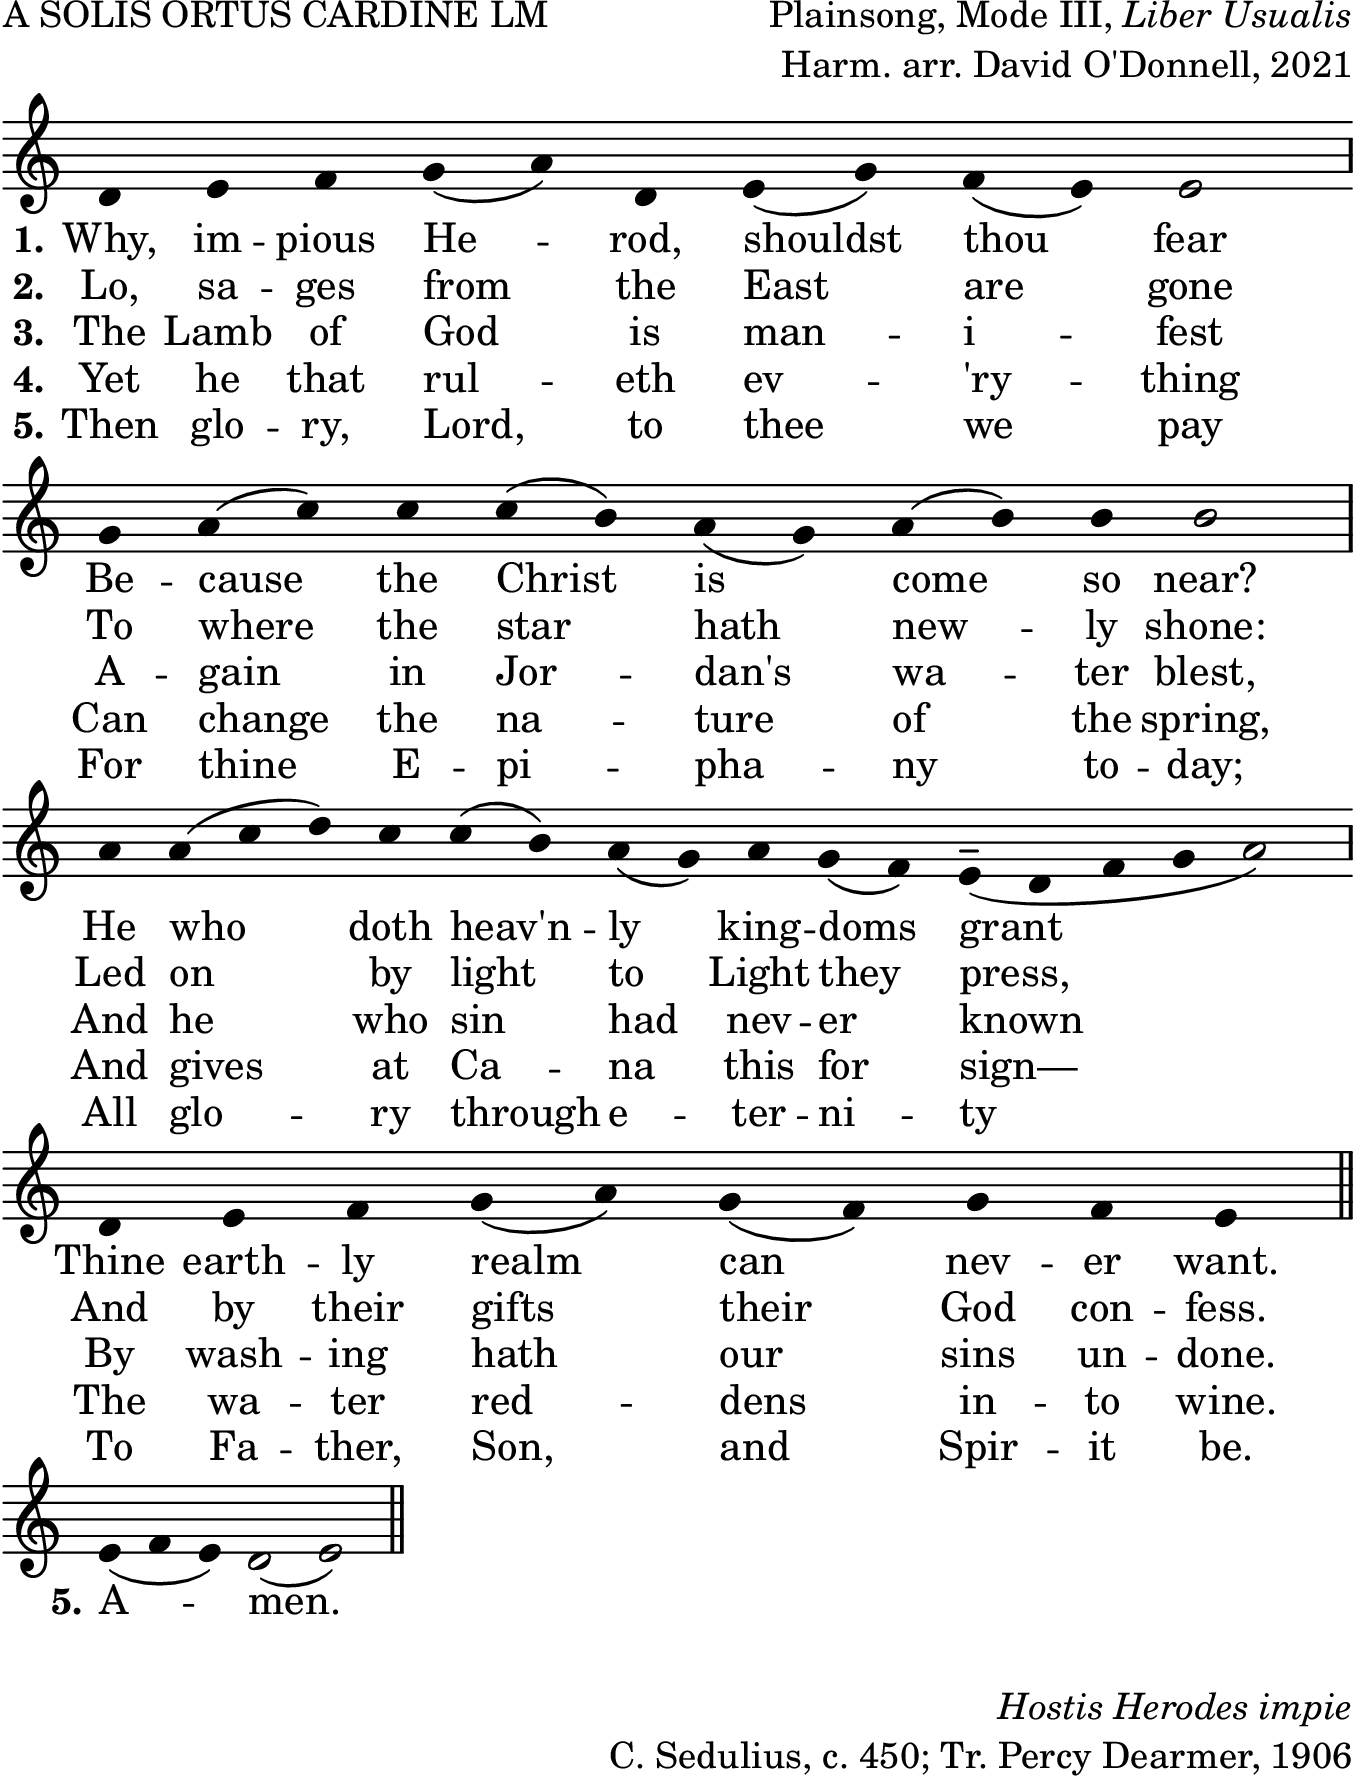 A SOLIS ORTUS CARDINE LM Plainsong, Mode III, Liber Usualis
Harm. arr. David O'Donnell, 2021
1. Why, im -- pious He -- rod, shouldst thou fear
2. Lo, sa -- ges from the East are gone
3. The Lamb of God is man -- i -- fest
4. Yet he that rul -- eth ev -- 'ry -- thing
5. Then glo -- ry, Lord, to thee we pay
Be -- cause the Christ is come so near?
To where the star hath new -- ly shone:
A -- gain in Jor -- dan's wa -- ter blest,
Can change the na -- ture of the spring,
For thine E -- pi -- pha -- ny to -- day;
He who doth heav'n -- ly king -- doms grant
Led on by light to Light they press,
And he who sin had nev -- er known
And gives at Ca -- na this for sign—
All glo -- ry through e -- ter -- ni -- ty
Thine earth -- ly realm can nev -- er want.
And by their gifts their God con -- fess.
By wash -- ing hath our sins un -- done.
The wa -- ter red -- dens in -- to wine.
To Fa -- ther, Son, and Spir -- it be.
5. A -- men.
Hostis Herodes impie
C. Sedulius, c. 450; Tr. Percy Dearmer, 1906